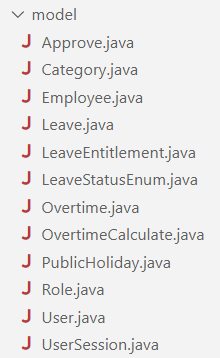 model
Approve.java
Category.java
Employee.java
Leave.java
LeaveEntitlement.java
LeaveStatusEnum.java
Overtime.java
OvertimeCalculate.java
PublicHoliday.java
Role.java
User.java
UserSession.java